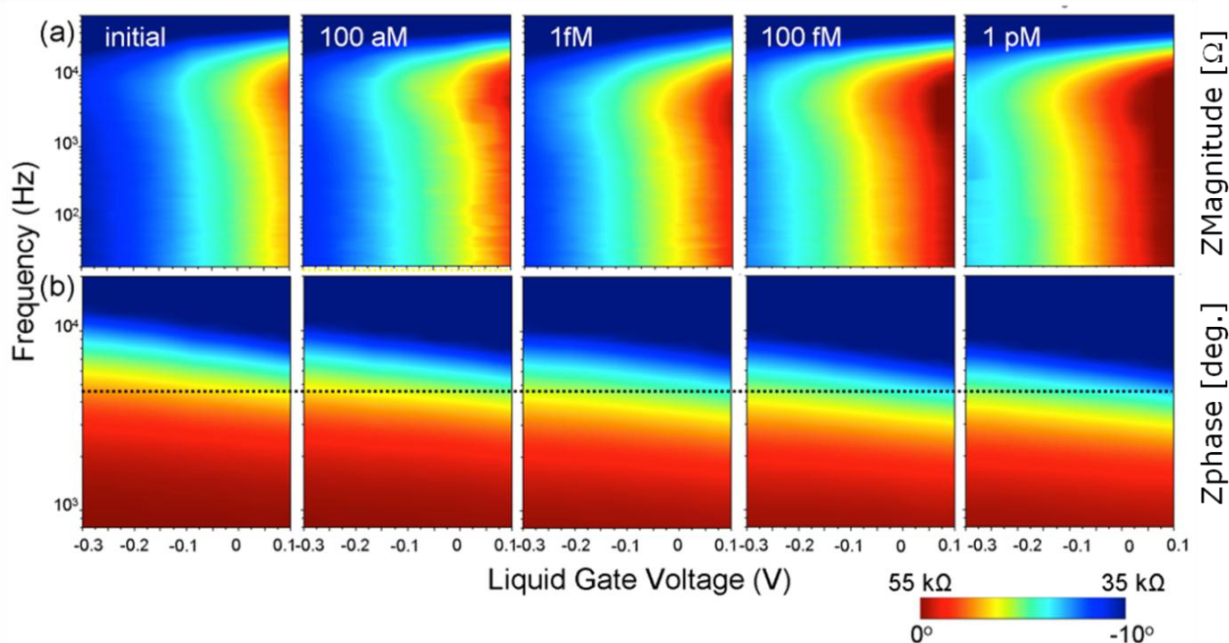 (a) initial 100 aM 1fM 100 fM 1 pM
ZMagnitude [Ω]
10⁴
10³
10²
Frequency (Hz)
(b)
Zphase [deg.]
10⁴
10³
-0.3 -0.2 -0.1 0 0.1 -0.3 -0.2 -0.1 0 0.1 -0.3 -0.2 -0.1 0 0.1 -0.3 -0.2 -0.1 0 0.1 -0.3 -0.2 -0.1 0 0.1
Liquid Gate Voltage (V)
55 kΩ 35 kΩ
0° -10°